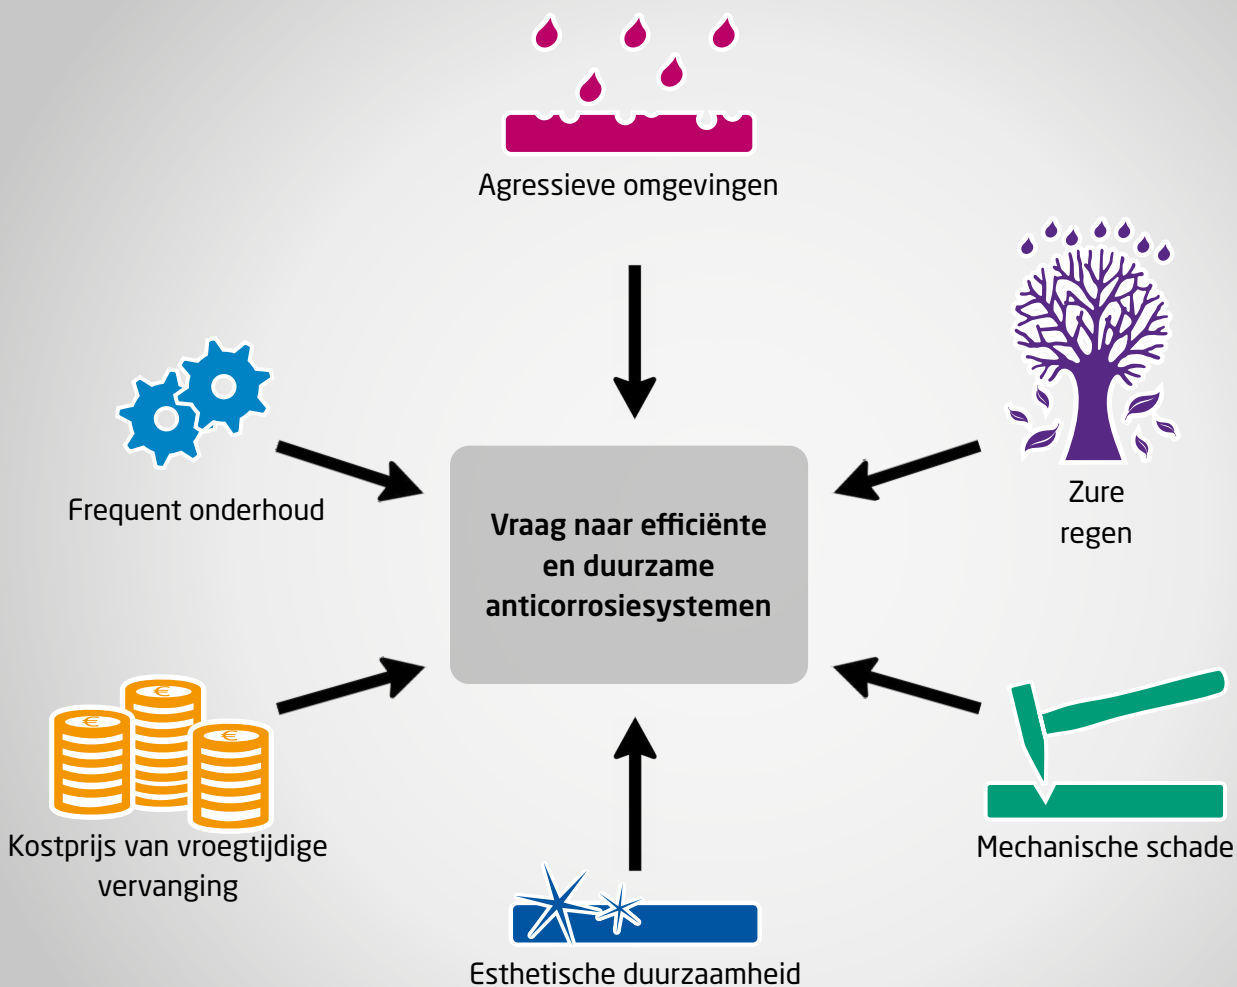 Agressieve omgevingen
Zure
regen
Frequent onderhoud
Vraag naar efficiënte
en duurzame
anticorrosiesystemen
€
€
€
Kostprijs van vroegtijdige
vervanging
Mechanische schade
Esthetische duurzaamheid